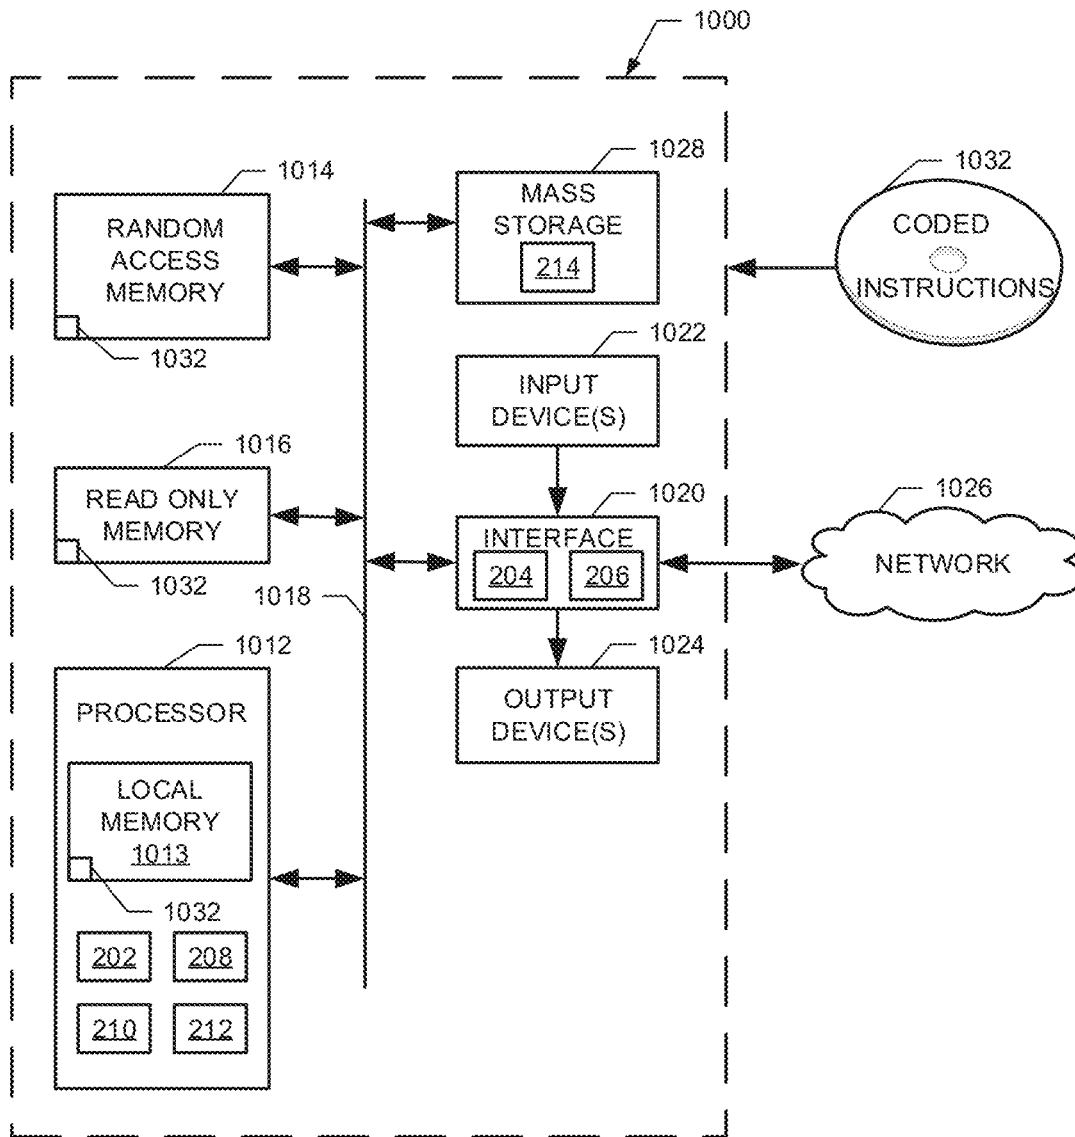 1000
1014
RANDOM
ACCESS
MEMORY
1032
1028
MASS
STORAGE
214
1032
CODED
INSTRUCTIONS
1022
INPUT
DEVICE(S)
1016
READ ONLY
MEMORY
1032
1020
INTERFACE
204 206
1026
NETWORK
1018
1012
PROCESSOR
LOCAL
MEMORY
1013
1032
202 208
210 212
1024
OUTPUT
DEVICE(S)